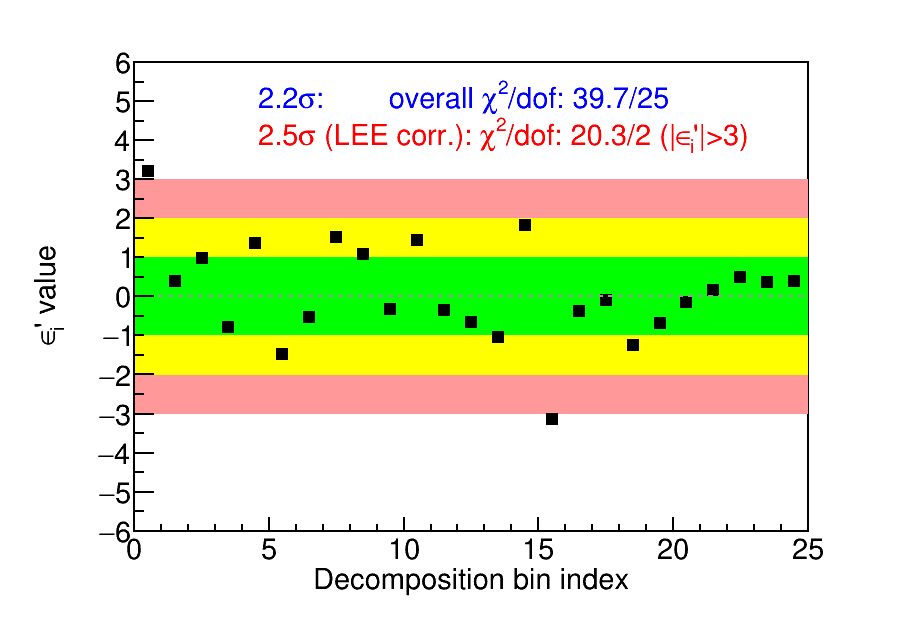 2.2σ: overall χ²/dof: 39.7/25
2.5σ (LEE corr.): χ²/dof: 20.3/2 (|ϵᵢ'|>3)
6
5
4
3
2
1
0
−1
−2
−3
−4
−5
−6
ϵᵢ' value
0 5 10 15 20 25
Decomposition bin index